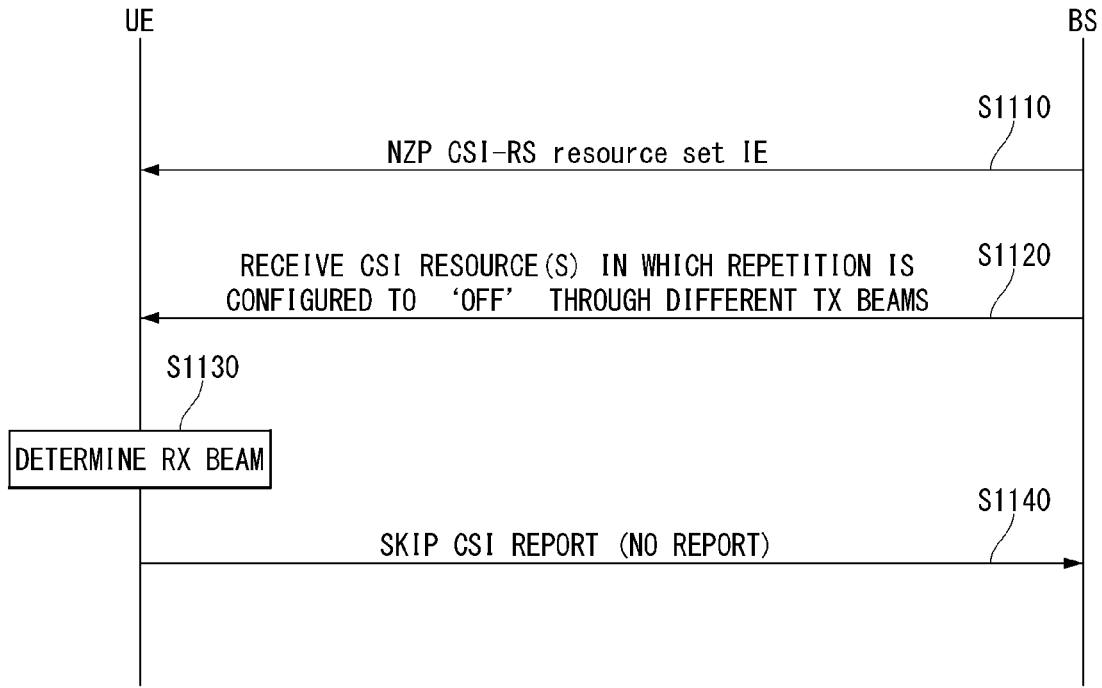 UE
BS
S1110
NZP CSI-RS resource set IE
S1120
RECEIVE CSI RESOURCE(S) IN WHICH REPETITION IS
CONFIGURED TO ‘OFF’ THROUGH DIFFERENT TX BEAMS
S1130
DETERMINE RX BEAM
S1140
SKIP CSI REPORT (NO REPORT)